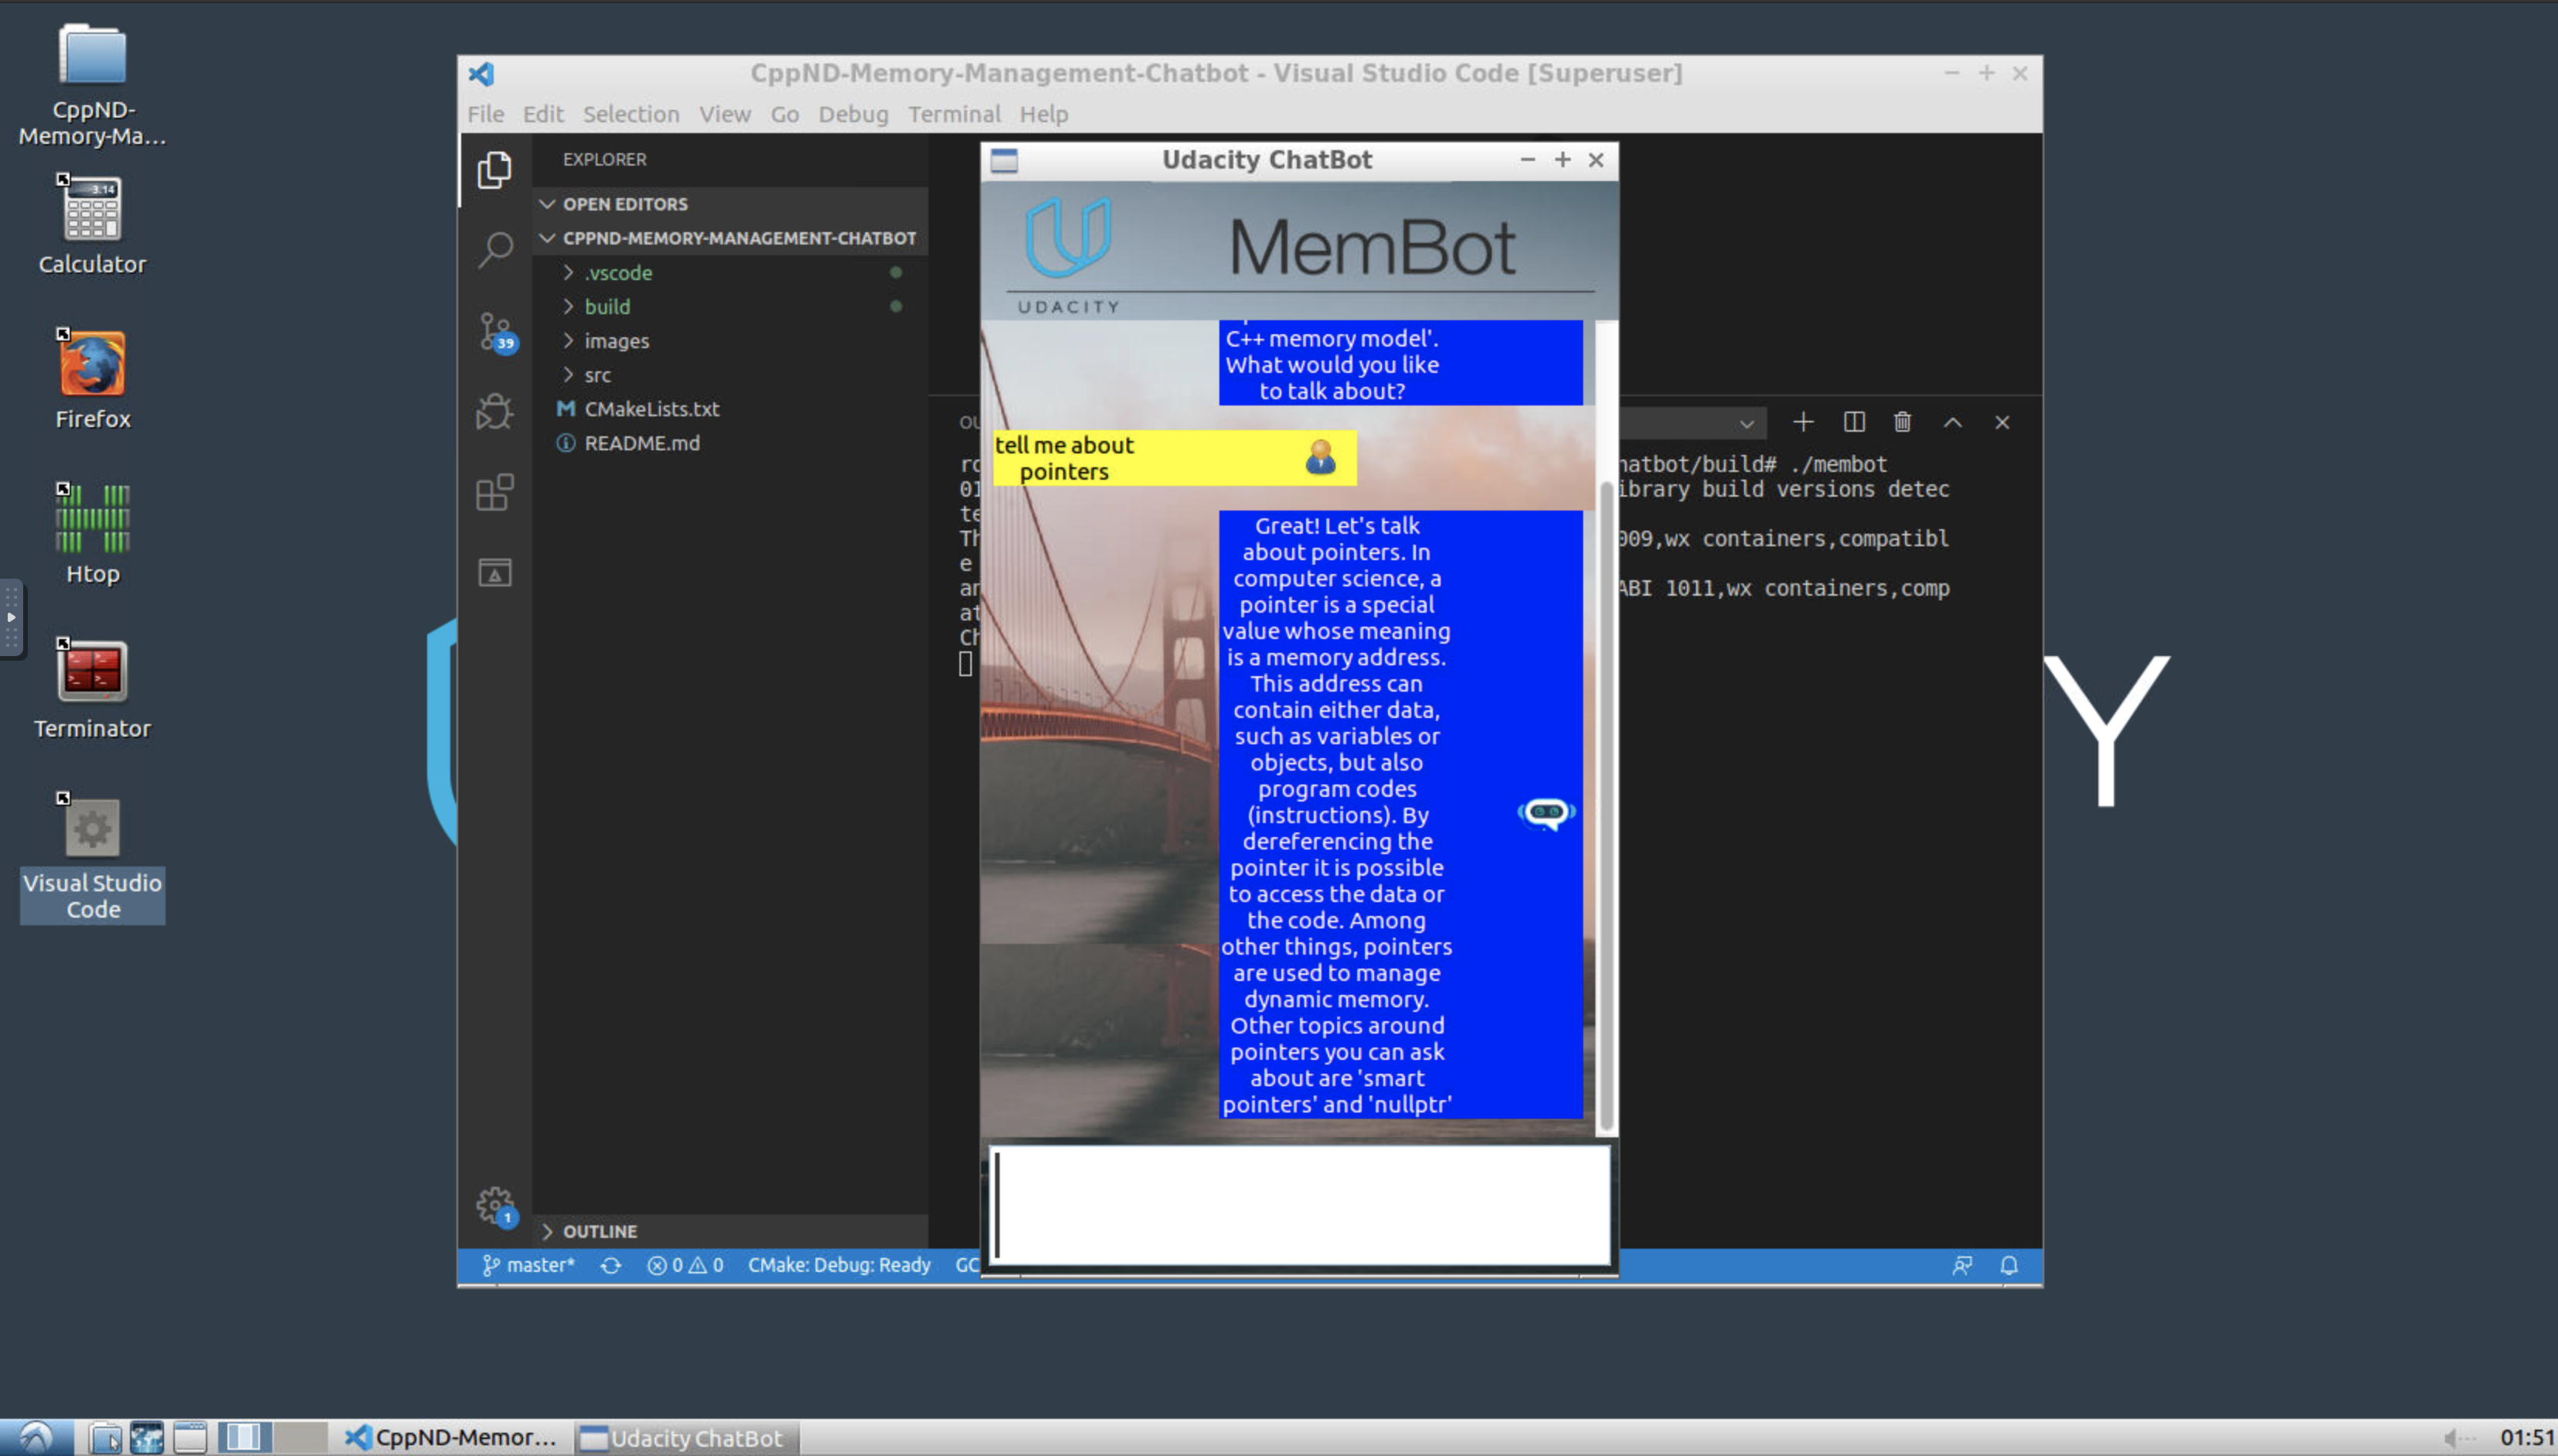 CppND-
Memory-Ma...
Calculator
Firefox
Htop
Terminator
Visual Studio
Code
CppND-Memory-Management-Chatbot - Visual Studio Code [Superuser]
File Edit Selection View Go Debug Terminal Help
EXPLORER
OPEN EDITORS
CPPND-MEMORY-MANAGEMENT-CHATBOT
.vscode
build
images
src
CMakeLists.txt
README.md
39
1
OUTLINE
master*
0 0
CMake: Debug: Ready
GC
Udacity ChatBot
UDACITY
MemBot
C++ memory model'.
What would you like
to talk about?
tell me about
pointers
Great! Let's talk
about pointers. In
computer science, a
pointer is a special
value whose meaning
is a memory address.
This address can
contain either data,
such as variables or
objects, but also
program codes
(instructions). By
dereferencing the
pointer it is possible
to access the data or
the code. Among
other things, pointers
are used to manage
dynamic memory.
Other topics around
pointers you can ask
about are 'smart
pointers' and 'nullptr'
hatbot/build# ./membot
ibrary build versions detec
009,wx containers,compatibl
ABI 1011,wx containers,comp
Y
CppND-Memor...
Udacity ChatBot
01:51
-3.14